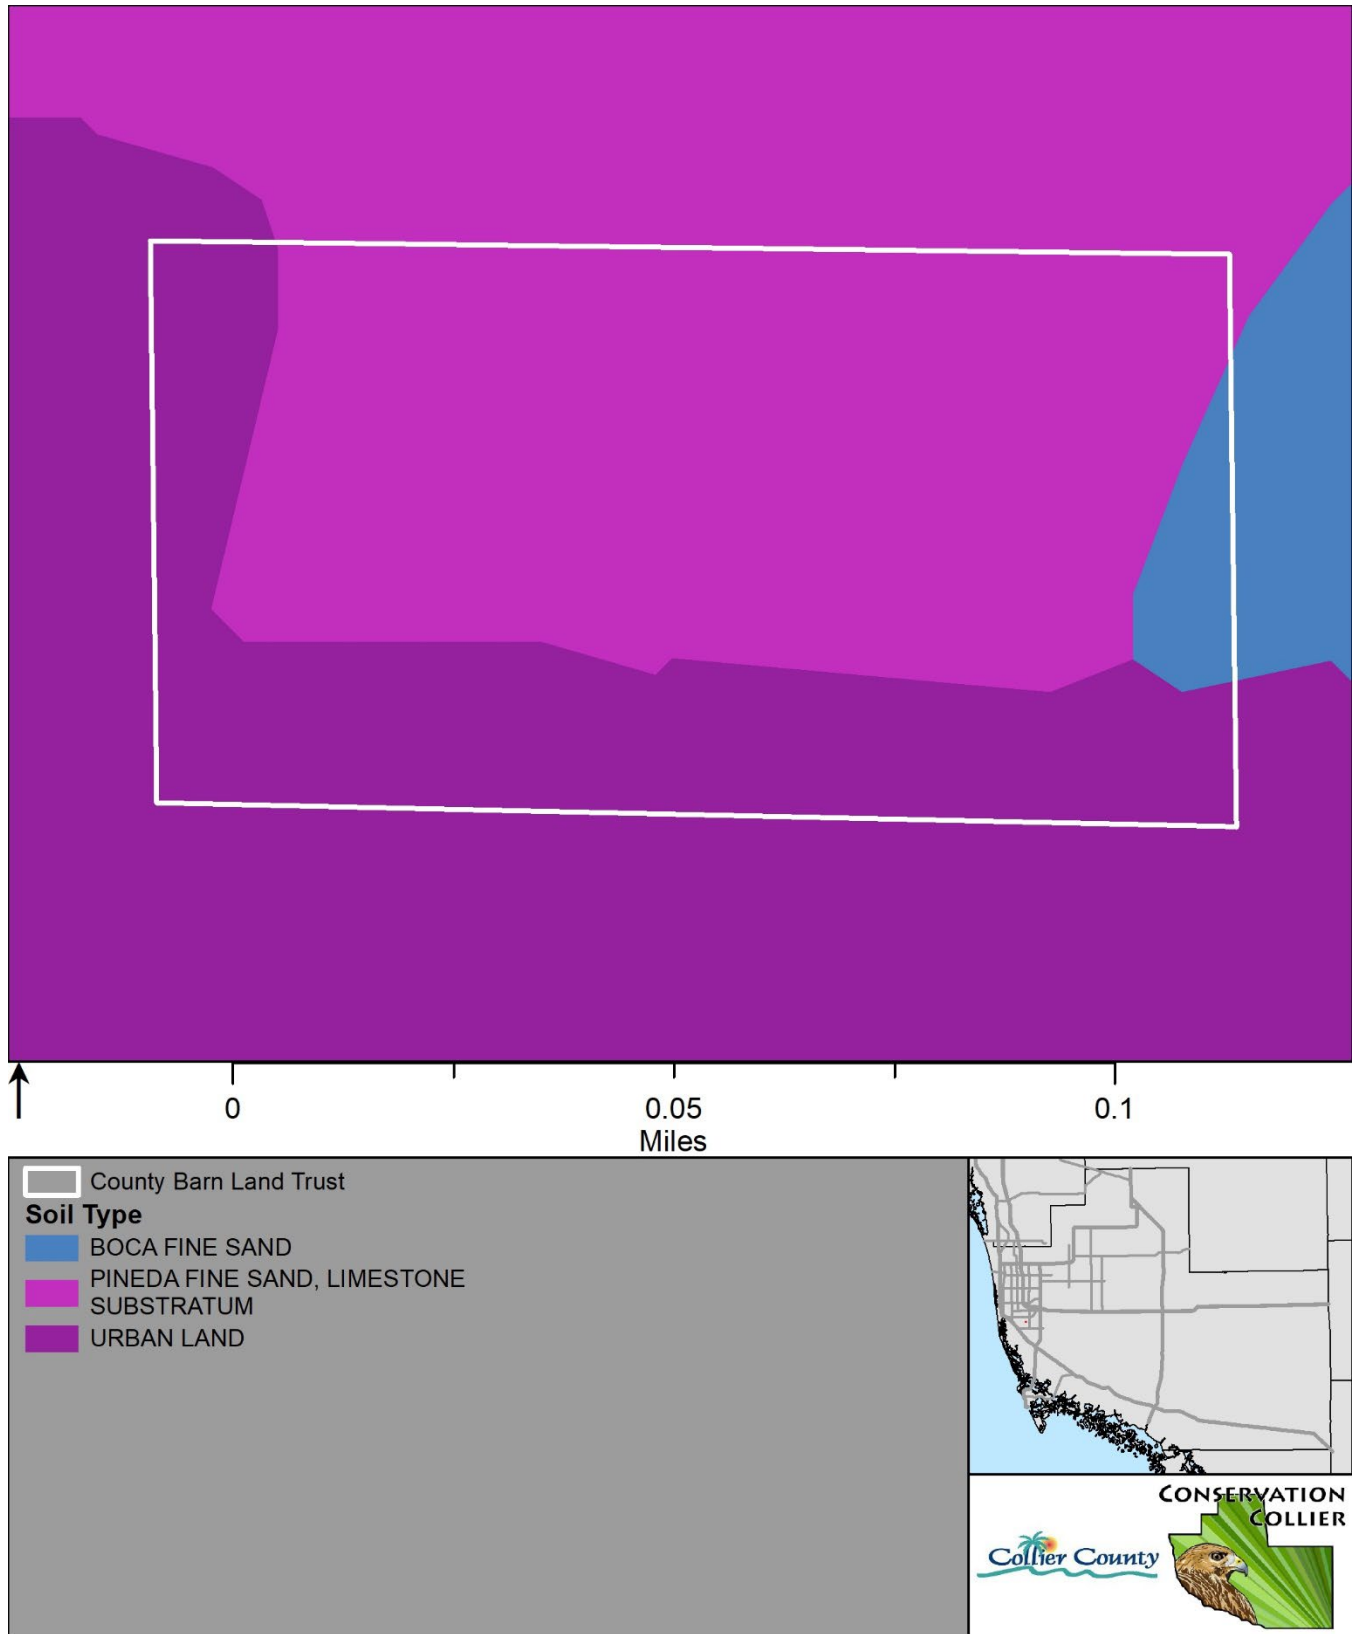 0 0.05 0.1
Miles
County Barn Land Trust
Soil Type
BOCA FINE SAND
PINEDA FINE SAND, LIMESTONE
SUBSTRATUM
URBAN LAND
CONSERVATION
COLLIER
Collier County